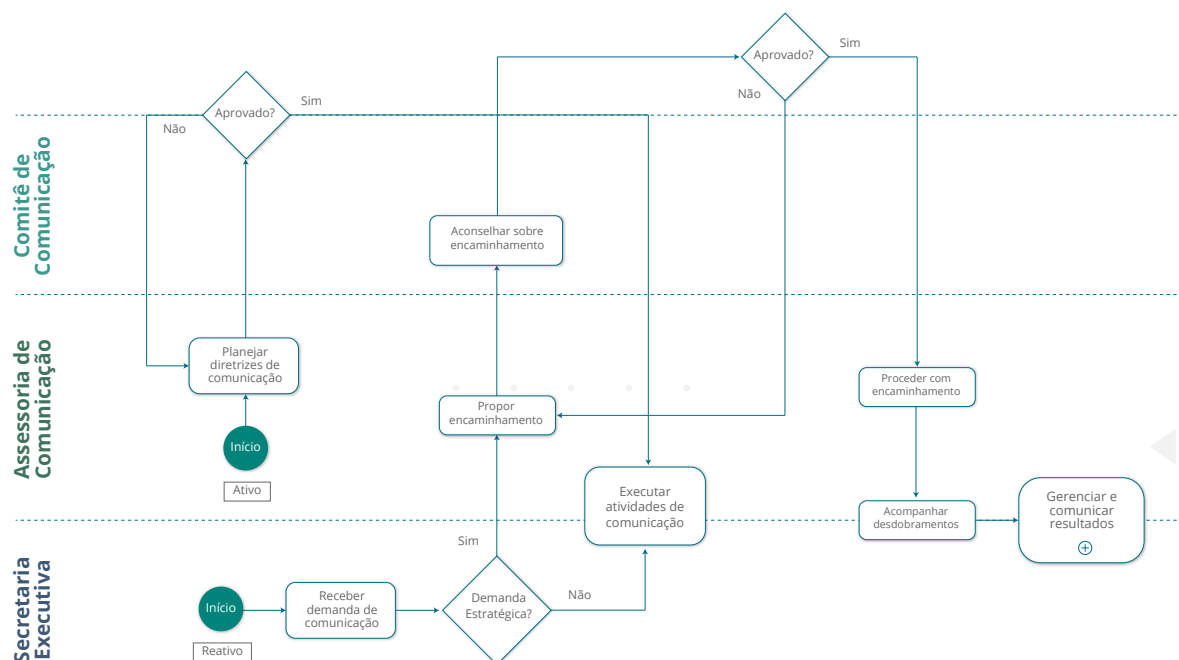 Aprovado?
Sim
Não
Aprovado?
Sim
Não
Comitê de
Comunicação
Aconselhar sobre
encaminhamento
Assessoria de
Comunicação
Planejar
diretrizes de
comunicação
Início
Ativo
Propor
encaminhamento
Proceder com
encaminhamento
Executar
atividades de
comunicação
Acompanhar
desdobramentos
Gerenciar e
comunicar
resultados
Secretaria
Executiva
Sim
Início
Reativo
Receber
demanda de
comunicação
Demanda
Estratégica?
Não